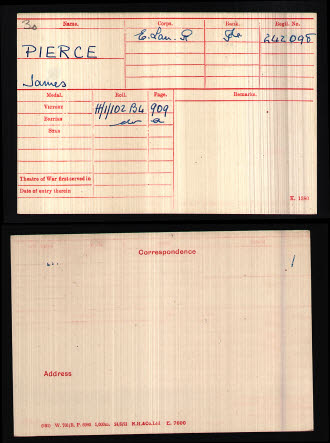 30 Name. Corps. Rank. Regtl. No.
PIERCE E. Lan. R Pte 242098
James
Medal. Roll. Page. Remarks.
Victory H/1/102 B4 909
British do do
Star
Theatre of War first served in
Date of entry therein
K. 1380
Correspondence
Address